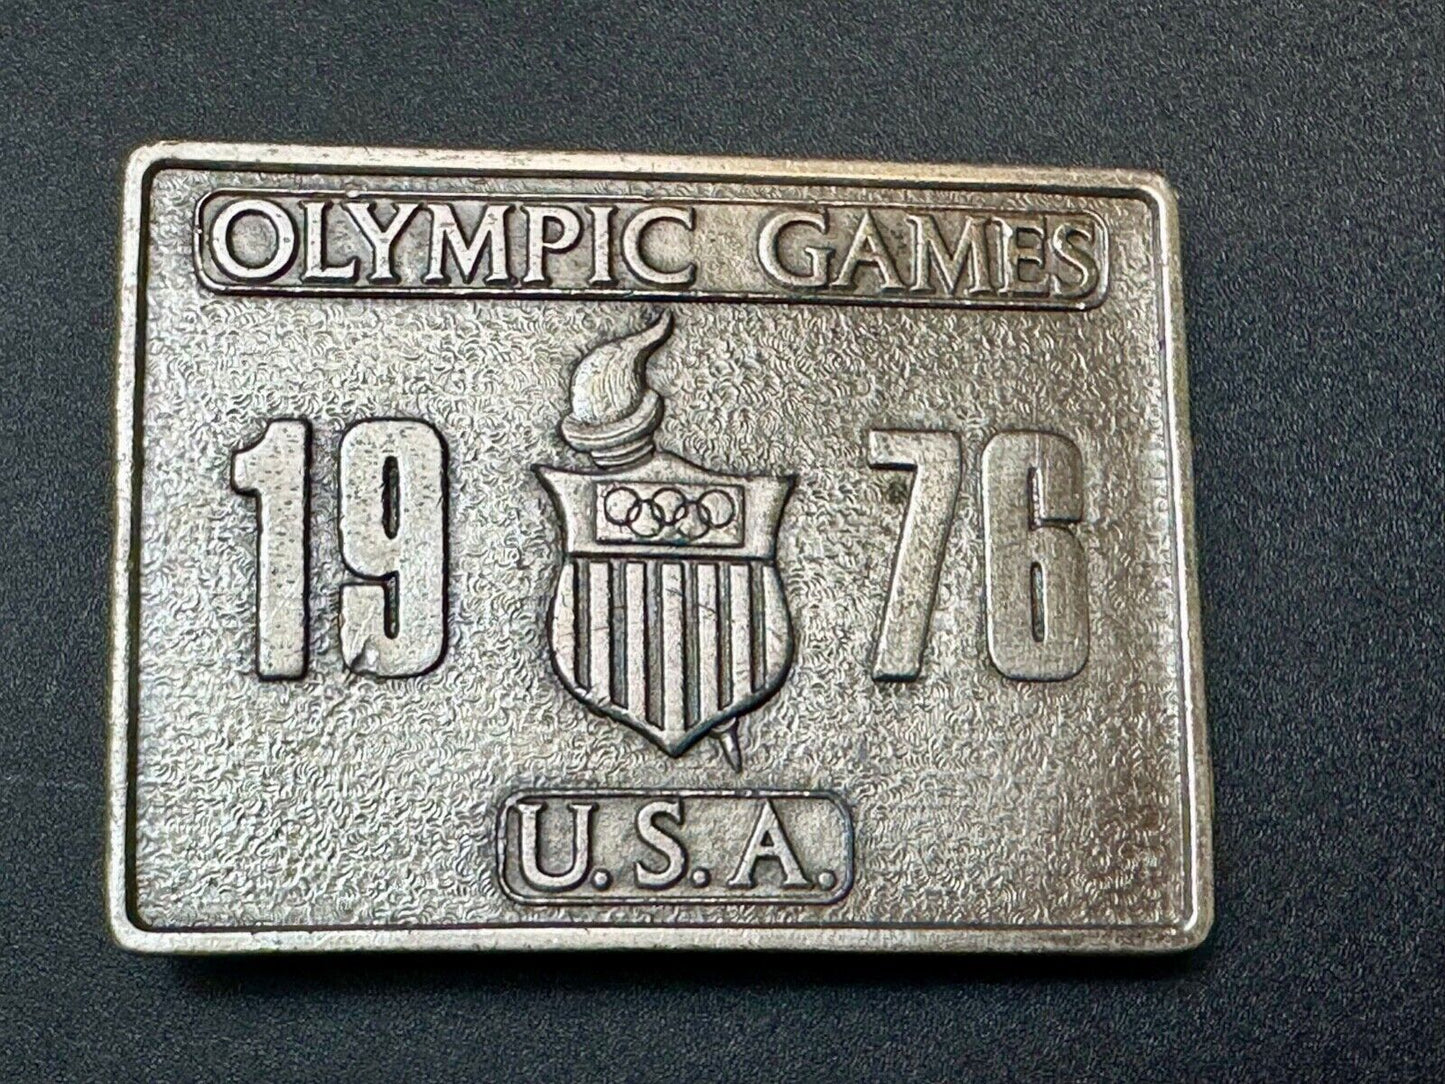 OLYMPIC GAMES
19 76
U.S.A.